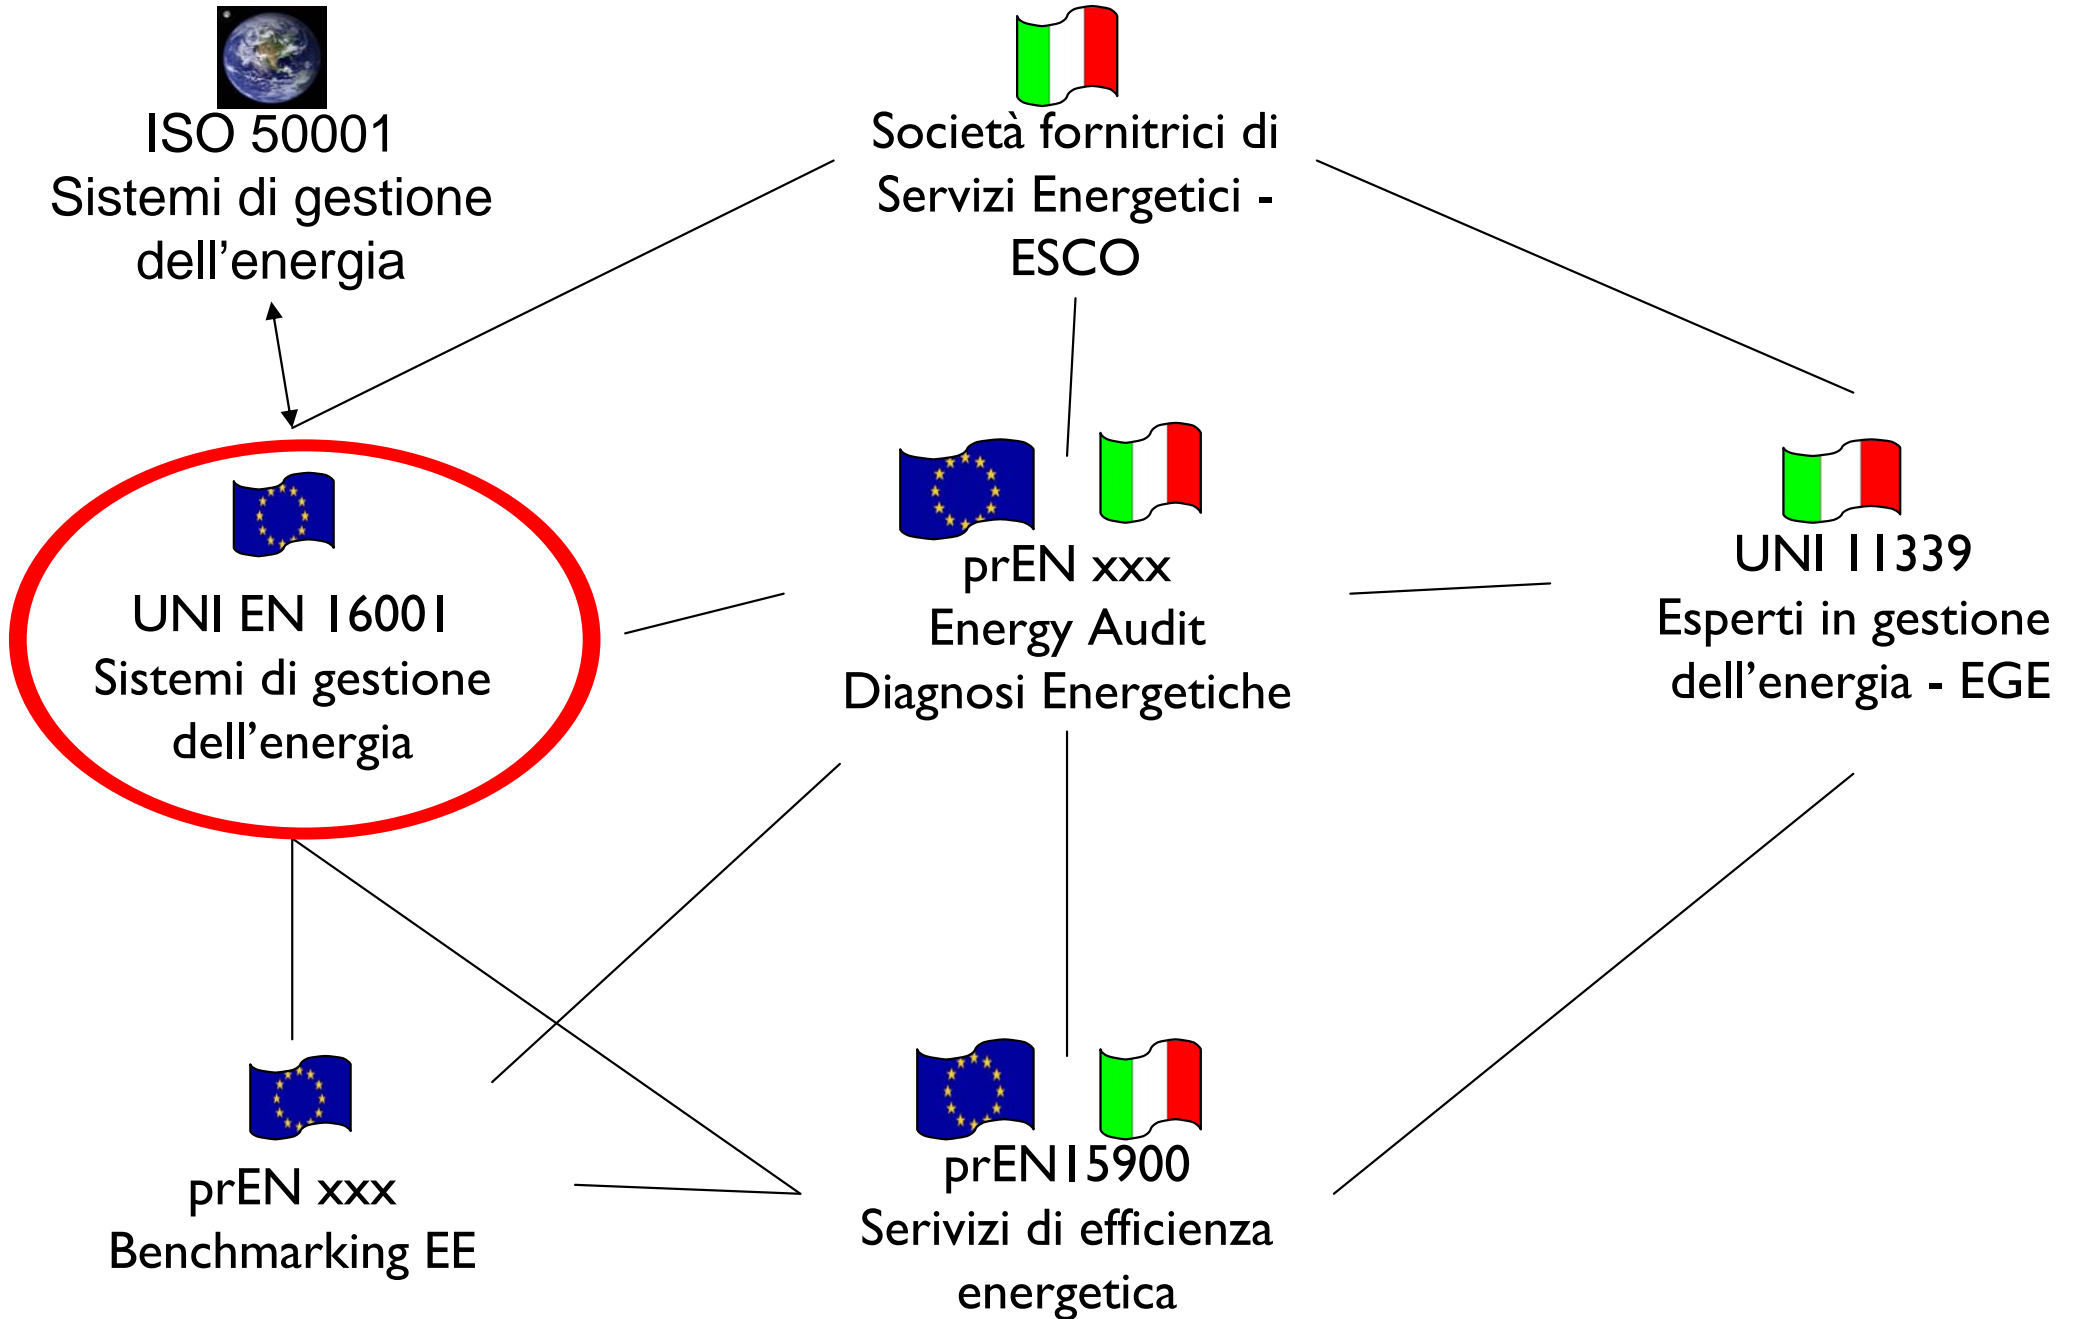 ISO 50001
Sistemi di gestione
dell’energia
Società fornitrici di
Servizi Energetici -
ESCO
UNI EN 16001
Sistemi di gestione
dell’energia
prEN xxx
Energy Audit
Diagnosi Energetiche
UNI 11339
Esperti in gestione
dell’energia - EGE
prEN xxx
Benchmarking EE
prEN15900
Serivizi di efficienza
energetica